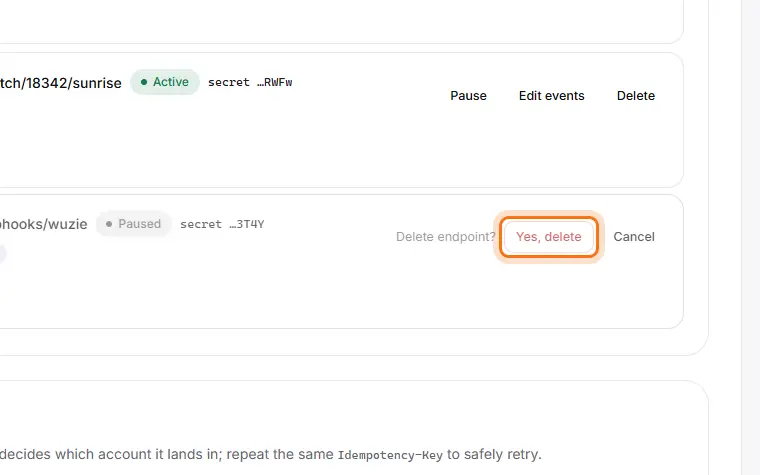 tch/18342/sunrise Active secret …RWFw Pause Edit events Delete
ohooks/wuzie Paused secret …3T4Y Delete endpoint? Yes, delete Cancel
decides which account it lands in; repeat the same Idempotency-Key to safely retry.